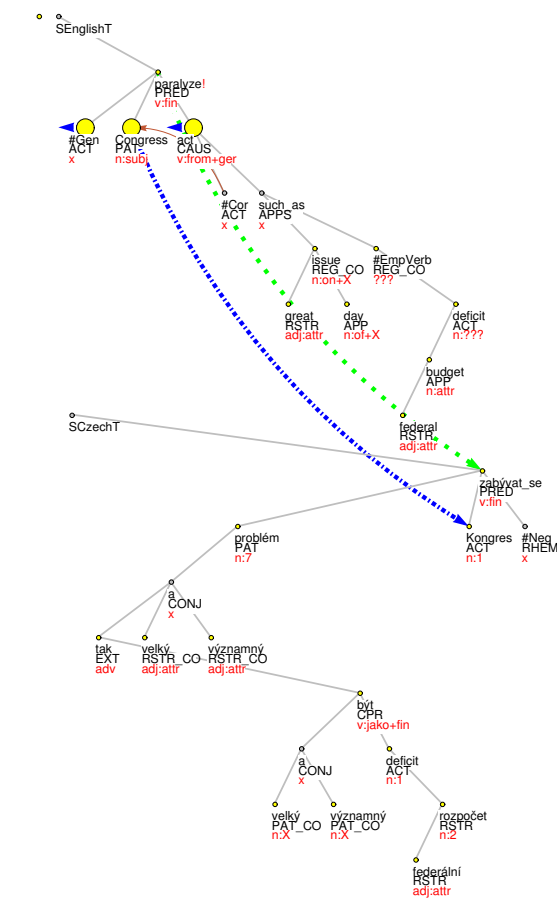 SEnglishT
paralyze!
PRED
v:fin
#Gen
ACT
x
Congress
PAT
n:subj
act
CAUS
v:from+ger
#Cor
ACT
x
such_as
APPS
x
issue
REG_CO
n:on+X
#EmpVerb
REG_CO
???
great
RSTR
adj:attr
day
APP
n:of+X
deficit
ACT
n:???
budget
APP
n:attr
federal
RSTR
adj:attr
SCzechT
zabývat_se
PRED
v:fin
problém
PAT
n:7
Kongres
ACT
n:1
#Neg
RHEM
x
a
CONJ
x
tak
EXT
adv
velký
RSTR_CO
adj:attr
významný
RSTR_CO
adj:attr
být
CPR
v:jako+fin
a
CONJ
x
deficit
ACT
n:1
velký
PAT_CO
n:X
významný
PAT_CO
n:X
rozpočet
RSTR
n:2
federální
RSTR
adj:attr